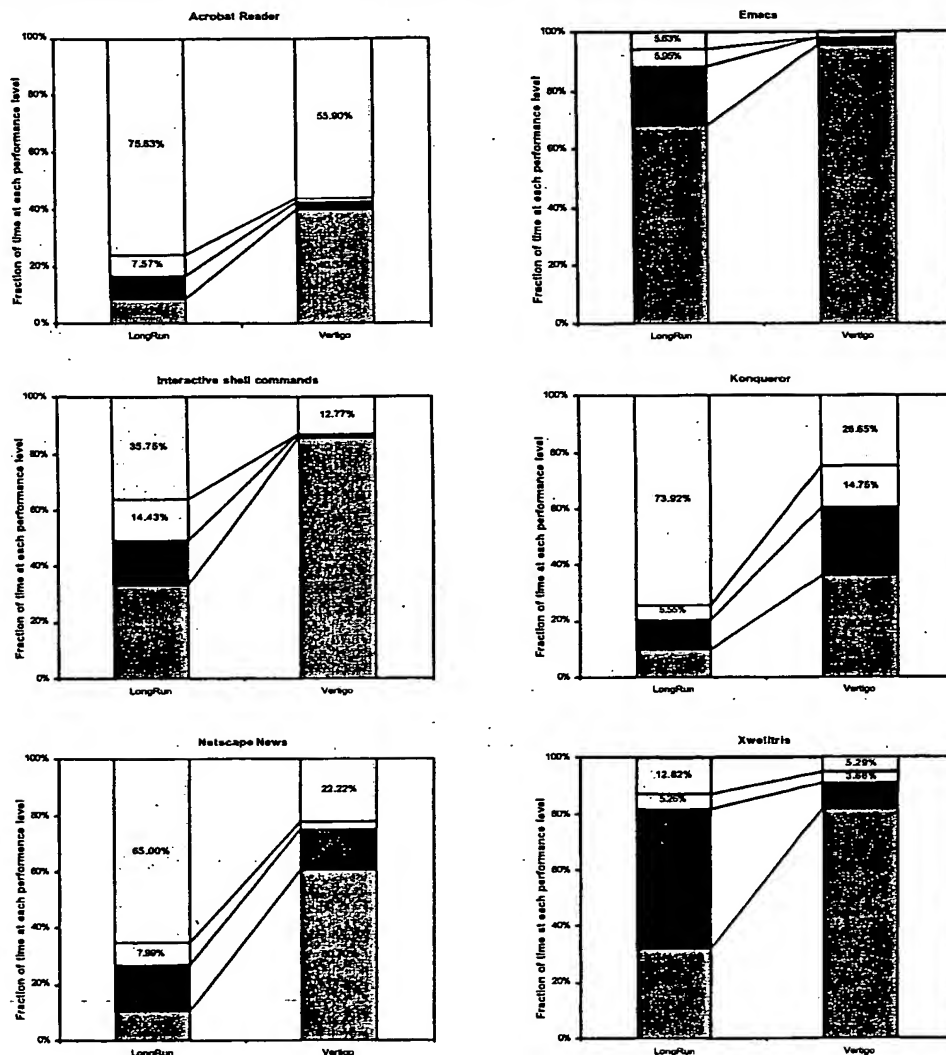 Acrobat Reader
Fraction of time at each performance level
100%
80%
60%
40%
20%
0%
75.83%
7.57%
55.90%
LongRun
Vertigo
Emacs
Fraction of time at each performance level
100%
80%
60%
40%
20%
0%
5.63%
5.95%
LongRun
Vertigo
Interactive shell commands
Fraction of time at each performance level
100%
80%
60%
40%
20%
0%
35.75%
14.43%
12.77%
LongRun
Vertigo
Konqueror
Fraction of time at each performance level
100%
80%
60%
40%
20%
0%
73.92%
5.55%
14.75%
LongRun
Vertigo
Netscape News
Fraction of time at each performance level
100%
80%
60%
40%
20%
0%
65.00%
22.22%
LongRun
Vertigo
Xwelltris
Fraction of time at each performance level
100%
80%
60%
40%
20%
0%
12.82%
5.29%
LongRun
Vertigo